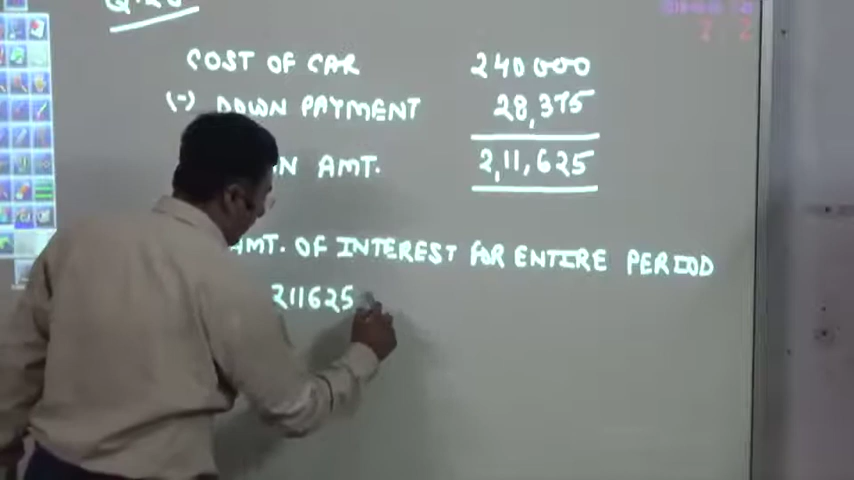 COST OF CAR 240000
(-) DOWN PAYMENT 28,375
AMT. 2,11,625
AMT. OF INTEREST FOR ENTIRE PERIOD
211625